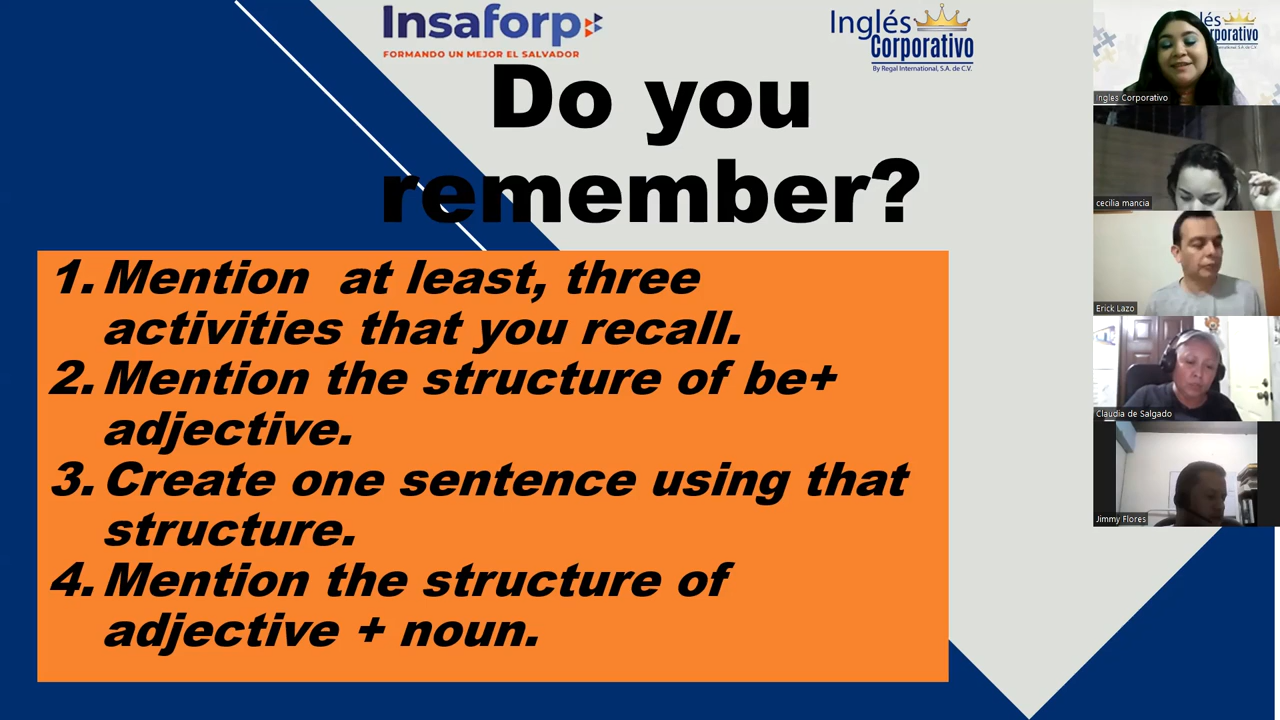 Insaforp
FORMANDO UN MEJOR EL SALVADOR
Inglés
Corporativo
By Regal International, S.A. de C.V.
Do you
remember?
1. Mention at least, three
activities that you recall.
2. Mention the structure of be+
adjective.
3. Create one sentence using that
structure.
4. Mention the structure of
adjective + noun.
Ingles Corporativo
cecilia mancia
Erick Lazo
Claudia de Salgado
Jimmy Flores